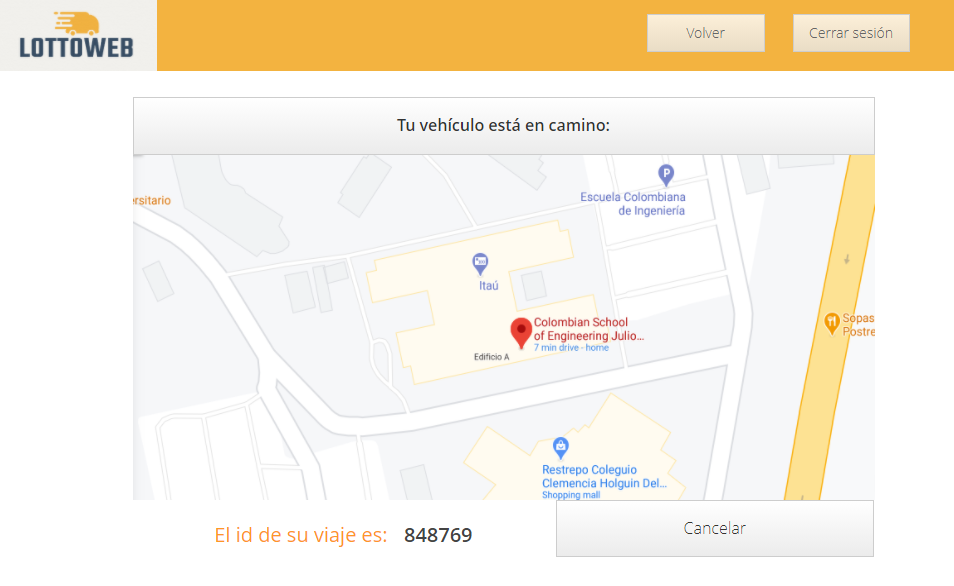 LOTTOWEB
Volver
Cerrar sesión
Tu vehículo está en camino:
P
Escuela Colombiana
de Ingeniería
ersitario
Itaú
Colombian School
of Engineering Julio...
7 min drive - home
Edificio A
Sopas
Postre
Restrepo Coleguio
Clemencia Holguin Del...
Shopping mall
El id de su viaje es: 848769
Cancelar